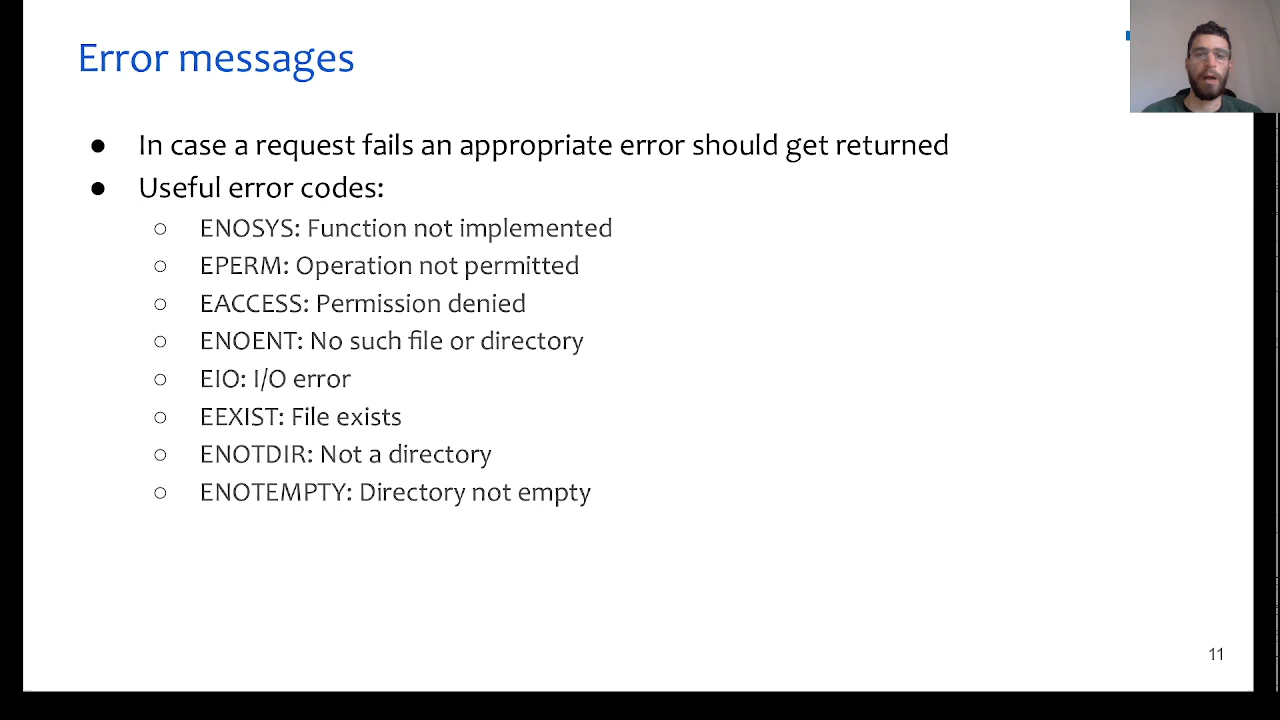 Error messages
● In case a request fails an appropriate error should get returned
● Useful error codes:
○ ENOSYS: Function not implemented
○ EPERM: Operation not permitted
○ EACCESS: Permission denied
○ ENOENT: No such file or directory
○ EIO: I/O error
○ EEXIST: File exists
○ ENOTDIR: Not a directory
○ ENOTEMPTY: Directory not empty
11